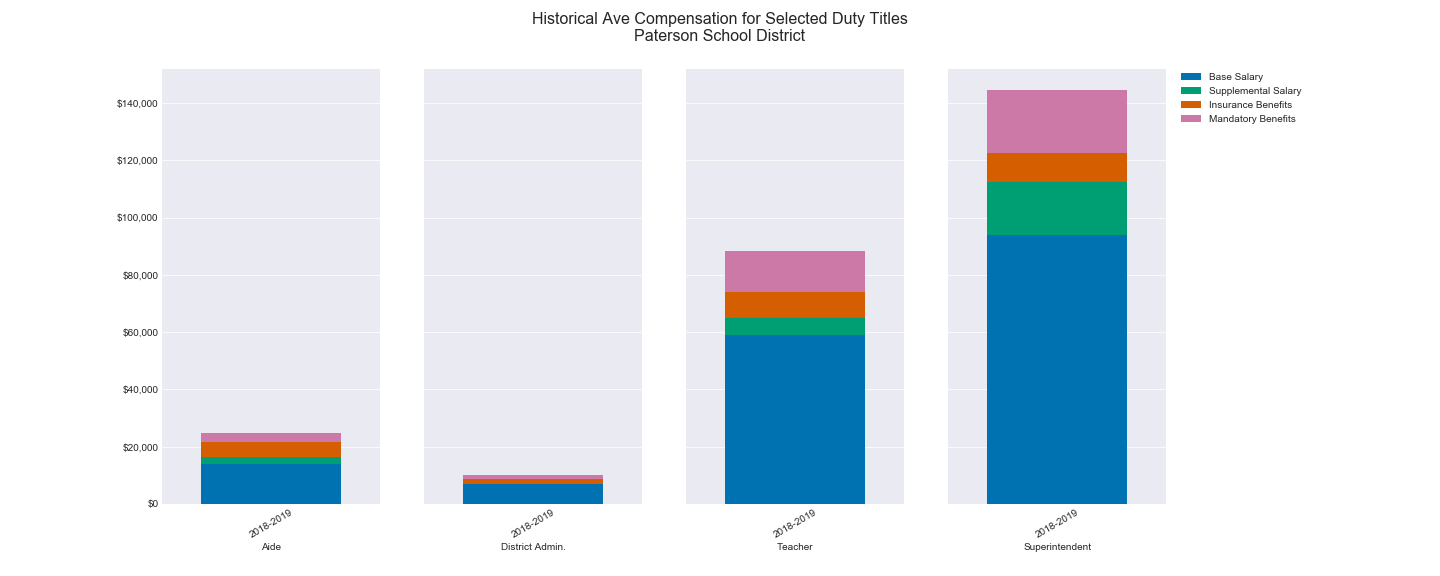 Historical Ave Compensation for Selected Duty Titles
Paterson School District
Base Salary
Supplemental Salary
Insurance Benefits
Mandatory Benefits
$140,000
$120,000
$100,000
$80,000
$60,000
$40,000
$20,000
$0
2018-2019
2018-2019
2018-2019
2018-2019
Aide
District Admin.
Teacher
Superintendent